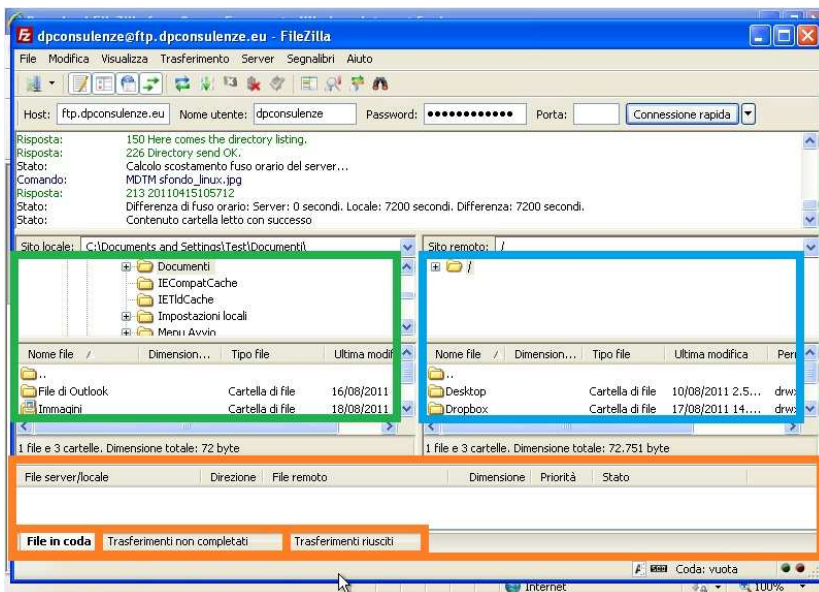 dpconsulenze@ftp.dpconsulenze.eu - FileZilla
File Modifica Visualizza Trasferimento Server Segnalibri Aiuto
Host: ftp.dpconsulenze.eu Nome utente: dpconsulenze Password: ●●●●●●●●●●●● Porta: Connessione rapida
Risposta: 150 Here comes the directory listing.
Risposta: 226 Directory send OK.
Stato: Calcolo scostamento fuso orario del server...
Comando: MDTM sfondo_linux.jpg
Risposta: 213 20110415105712
Stato: Differenza di fuso orario: Server: 0 secondi. Locale: 7200 secondi. Differenza: 7200 secondi.
Stato: Contenuto cartella letto con successo
Sito locale: C:\Documents and Settings\Test\Documenti\
Documenti
IECompatCache
IETldCache
Impostazioni locali
Menu Avvio
Nome file / Dimension... Tipo file Ultima modif
..
File di Outlook Cartella di file 16/08/2011
Immagini Cartella di file 18/08/2011
1 file e 3 cartelle. Dimensione totale: 72 byte
Sito remoto: /
/
Nome file / Dimension... Tipo file Ultima modifica Perr
..
Desktop Cartella di file 10/08/2011 2.5... drw
Dropbox Cartella di file 17/08/2011 14.... drw
1 file e 3 cartelle. Dimensione totale: 72.751 byte
File server/locale Direzione File remoto Dimensione Priorità Stato
File in coda Trasferimenti non completati Trasferimenti riusciti
Coda: vuota
Internet 100%